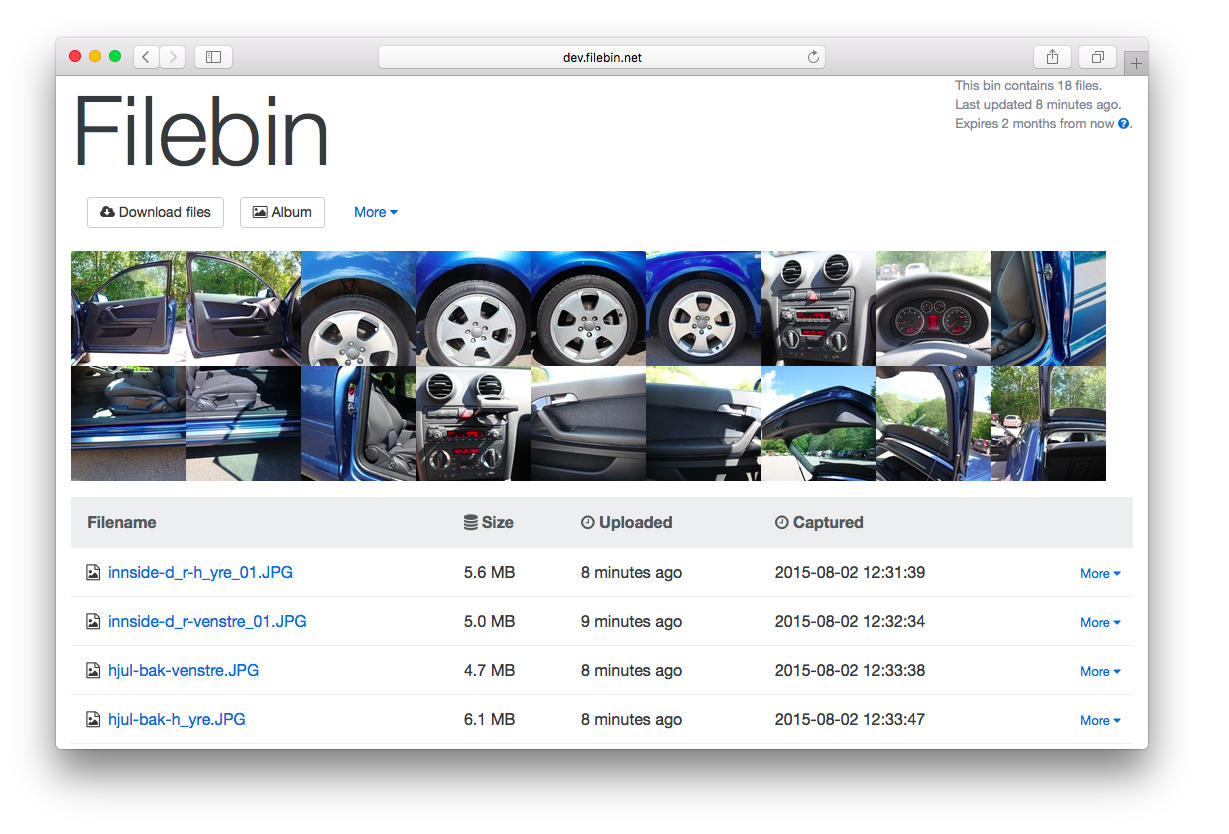 dev.filebin.net
This bin contains 18 files.
Last updated 8 minutes ago.
Expires 2 months from now ?.
Filebin
Download files Album More
Filename Size Uploaded Captured
innside-d_r-h_yre_01.JPG 5.6 MB 8 minutes ago 2015-08-02 12:31:39 More
innside-d_r-venstre_01.JPG 5.0 MB 9 minutes ago 2015-08-02 12:32:34 More
hjul-bak-venstre.JPG 4.7 MB 8 minutes ago 2015-08-02 12:33:38 More
hjul-bak-h_yre.JPG 6.1 MB 8 minutes ago 2015-08-02 12:33:47 More